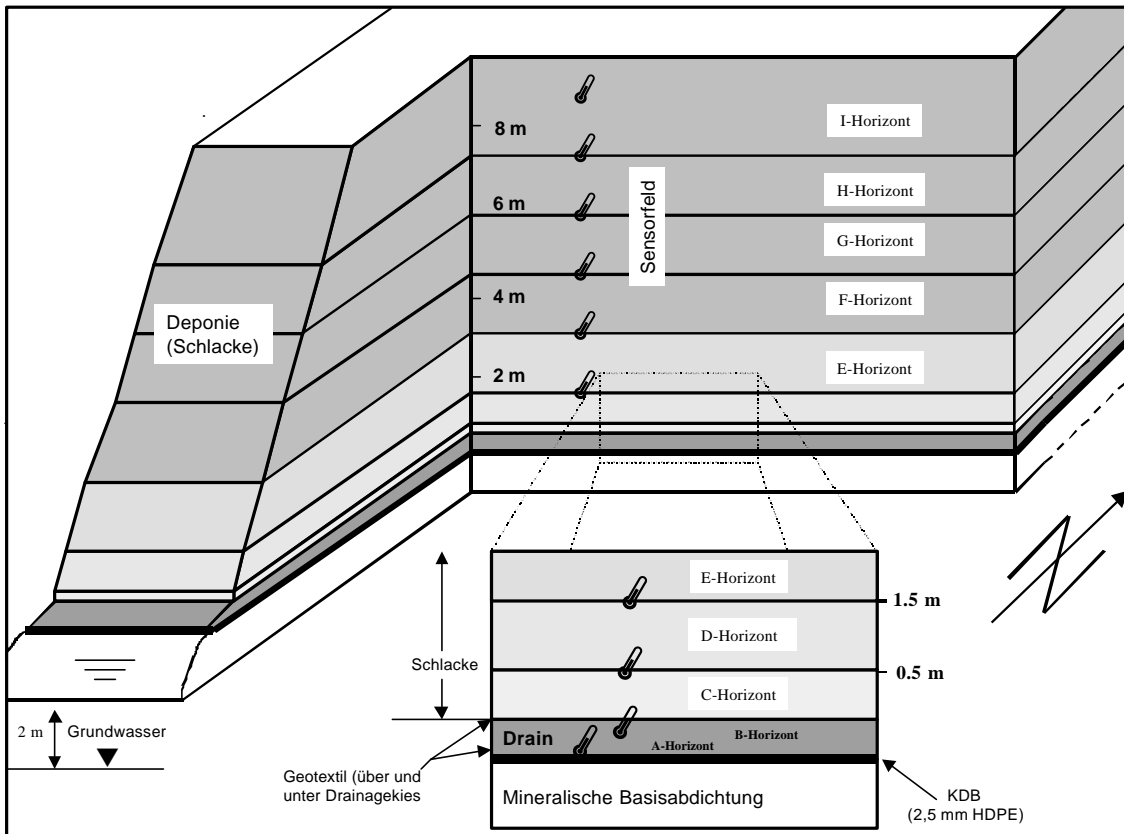 8 m
I-Horizont
6 m
H-Horizont
Sensorfeld
G-Horizont
4 m
F-Horizont
Deponie
(Schlacke)
2 m
E-Horizont
E-Horizont
1.5 m
D-Horizont
Schlacke
0.5 m
C-Horizont
2 m
Grundwasser
Drain
A-Horizont
B-Horizont
Geotextil (über und
unter Drainagekies
Mineralische Basisabdichtung
KDB
(2,5 mm HDPE)